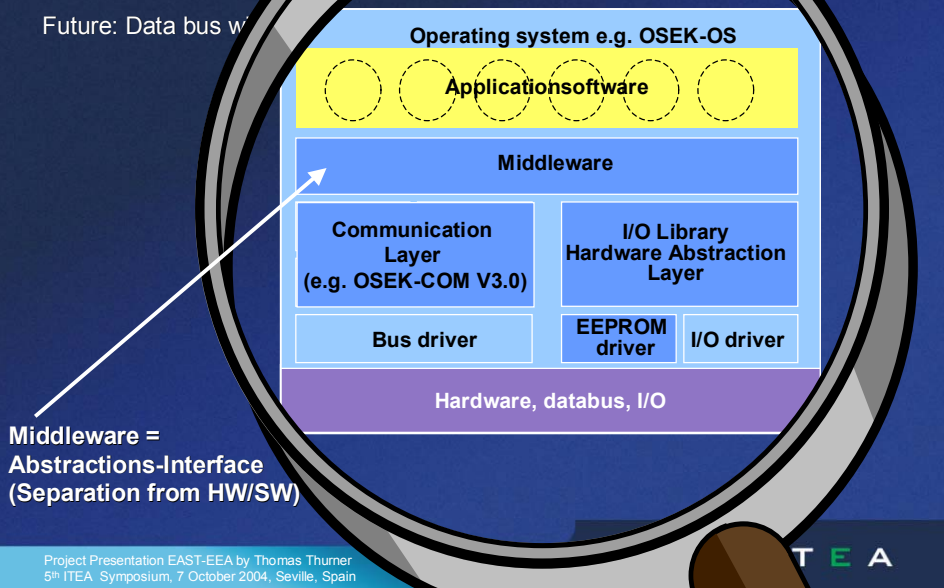 Future: Data bus
Operating system e.g. OSEK-OS
Applicationsoftware
Middleware
Communication
Layer
(e.g. OSEK-COM V3.0)
I/O Library
Hardware Abstraction
Layer
Bus driver
EEPROM
driver
I/O driver
Hardware, databus, I/O
Middleware =
Abstractions-Interface
(Separation from HW/SW)
Project Presentation EAST-EEA by Thomas Thurner
5th ITEA Symposium, 7 October 2004, Seville, Spain
T E A